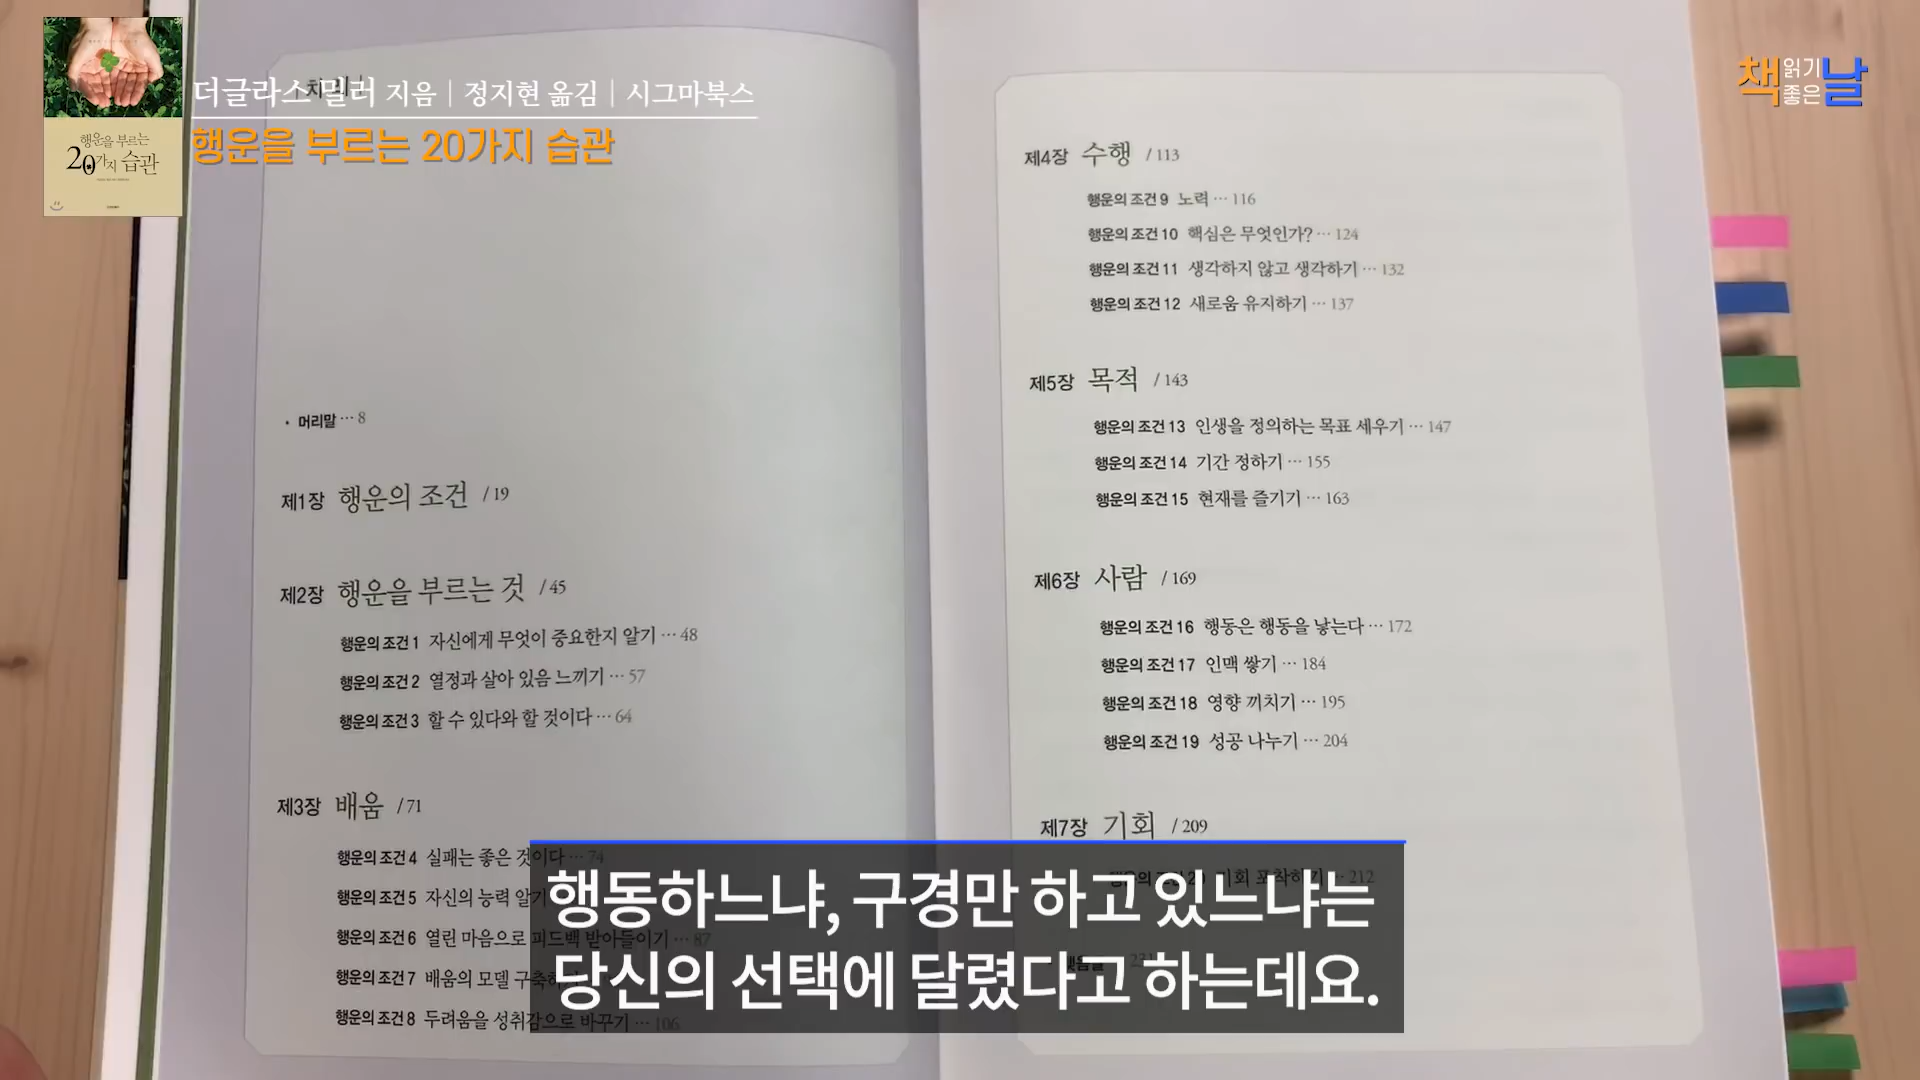 더글라스 밀러 지음 | 정지현 옮김 | 시그마북스
행운을 부르는 20가지 습관
행운을 부르는
20가지 습관
책 읽기 좋은 날
• 머리말 ··· 8
제1장 행운의 조건 / 19
제2장 행운을 부르는 것 / 45
행운의 조건 1 자신에게 무엇이 중요한지 알기 ··· 48
행운의 조건 2 열정과 살아 있음 느끼기 ··· 57
행운의 조건 3 할 수 있다와 할 것이다 ··· 64
제3장 배움 / 71
행운의 조건 4 실패는 좋은 것이다 ··· 74
행운의 조건 5 자신의 능력 알기
행운의 조건 6 열린 마음으로 피드백 받아들이기 ··· 87
행운의 조건 7 배움의 모델 구축하
행운의 조건 8 두려움을 성취감으로 바꾸기 ··· 106
제4장 수행 / 113
행운의 조건 9 노력 ··· 116
행운의 조건 10 핵심은 무엇인가? ··· 124
행운의 조건 11 생각하지 않고 생각하기 ··· 132
행운의 조건 12 새로움 유지하기 ··· 137
제5장 목적 / 143
행운의 조건 13 인생을 정의하는 목표 세우기 ··· 147
행운의 조건 14 기간 정하기 ··· 155
행운의 조건 15 현재를 즐기기 ··· 163
제6장 사람 / 169
행운의 조건 16 행동은 행동을 낳는다 ··· 172
행운의 조건 17 인맥 쌓기 ··· 184
행운의 조건 18 영향 끼치기 ··· 195
행운의 조건 19 성공 나누기 ··· 204
제7장 기회 / 209
행운의 조건 20 기회 포착하기 ··· 212
행동하느냐, 구경만 하고 있느냐는
당신의 선택에 달렸다고 하는데요.